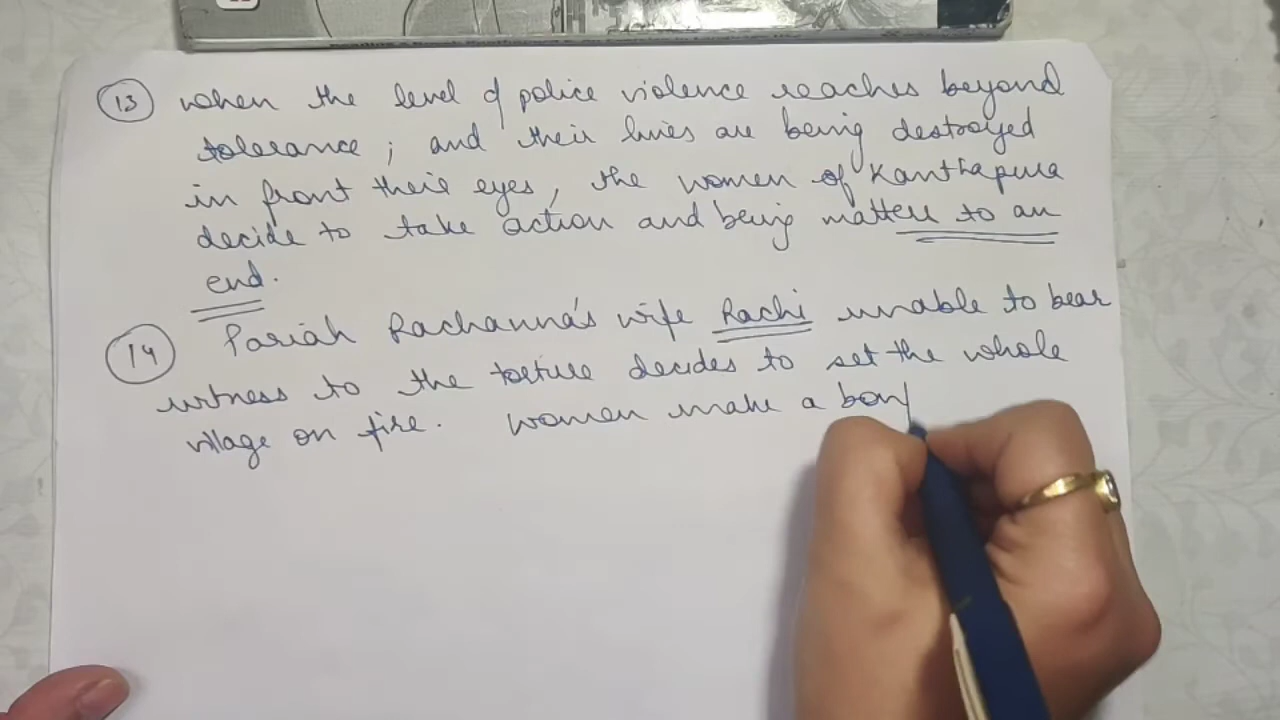 13 when the level of police violence reaches beyond
tolerance ; and their lives are being destroyed
in front their eyes, the women of Kanthapura
decide to take action and being matters to an
end.
14 Pariah Rachanna's wife Rachi unable to bear
witness to the torture decides to set the whole
village on fire. women make a bonf